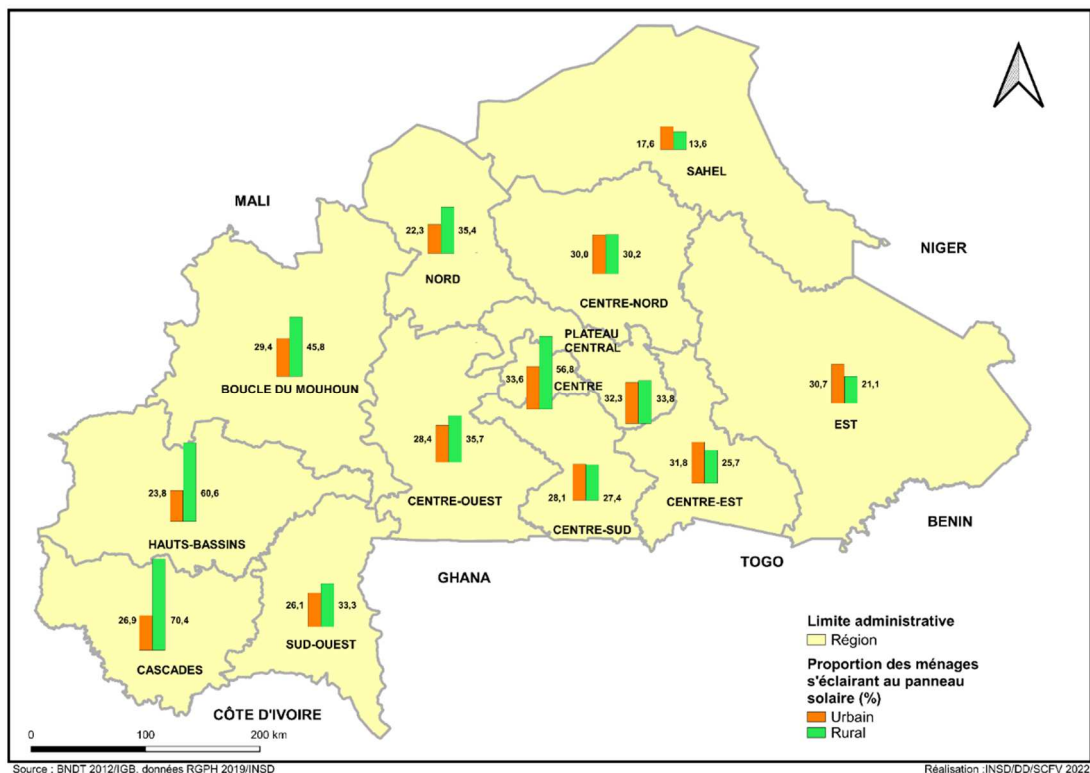 17,6
13,6
SAHEL
MALI
22,3
35,4
NORD
NIGER
30,0
30,2
CENTRE-NORD
PLATEAU
CENTRAL
29,4
45,8
BOUCLE DU MOUHOUN
33,6
56,8
CENTRE
32,3
33,8
30,7
21,1
EST
28,4
35,7
CENTRE-OUEST
31,8
25,7
CENTRE-EST
23,8
60,6
HAUTS-BASSINS
28,1
27,4
CENTRE-SUD
BENIN
TOGO
GHANA
26,9
70,4
CASCADES
26,1
33,3
SUD-OUEST
CÔTE D'IVOIRE
Limite administrative
Région
Proportion des ménages
s'éclairant au panneau
solaire (%)
Urbain
Rural
0 100 200 km
Source : BNDT 2012/IGB, données RGPH 2019/INSD
Réalisation :INSD/DD/SCFV 2022